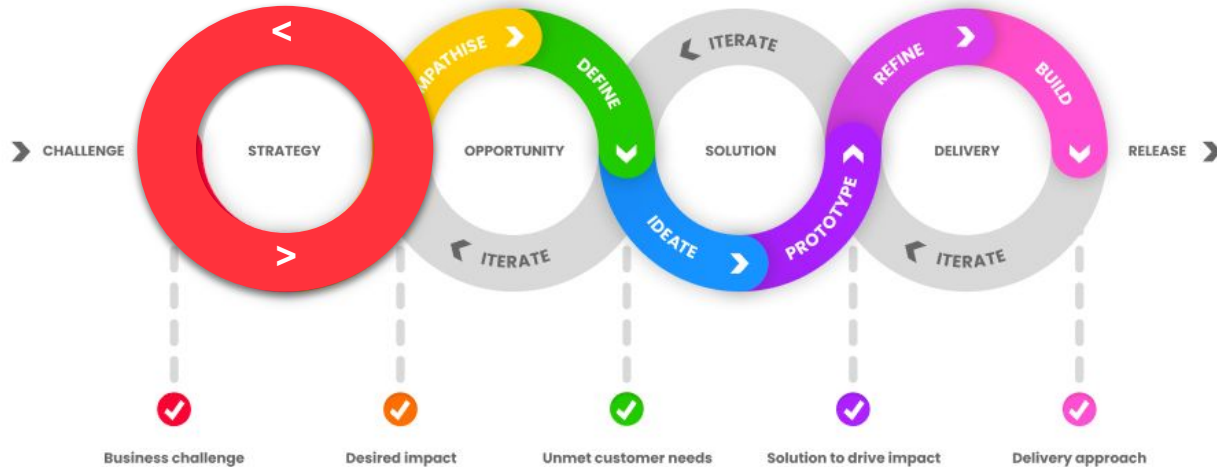 <
MPATHISE
DEFINE
ITERATE
REFINE
BUILD
CHALLENGE
STRATEGY
OPPORTUNITY
SOLUTION
DELIVERY
RELEASE
>
ITERATE
IDEATE
PROTOTYPE
ITERATE
Business challenge
Desired impact
Unmet customer needs
Solution to drive impact
Delivery approach